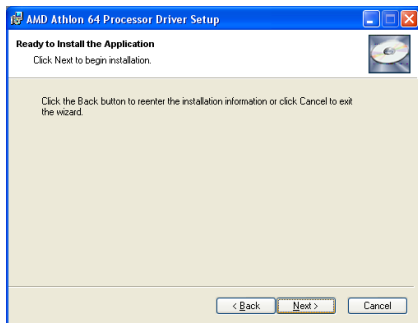 AMD Athlon 64 Processor Driver Setup
Ready to Install the Application
Click Next to begin installation.
Click the Back button to reenter the installation information or click Cancel to exit
the wizard.
< Back
Next >
Cancel